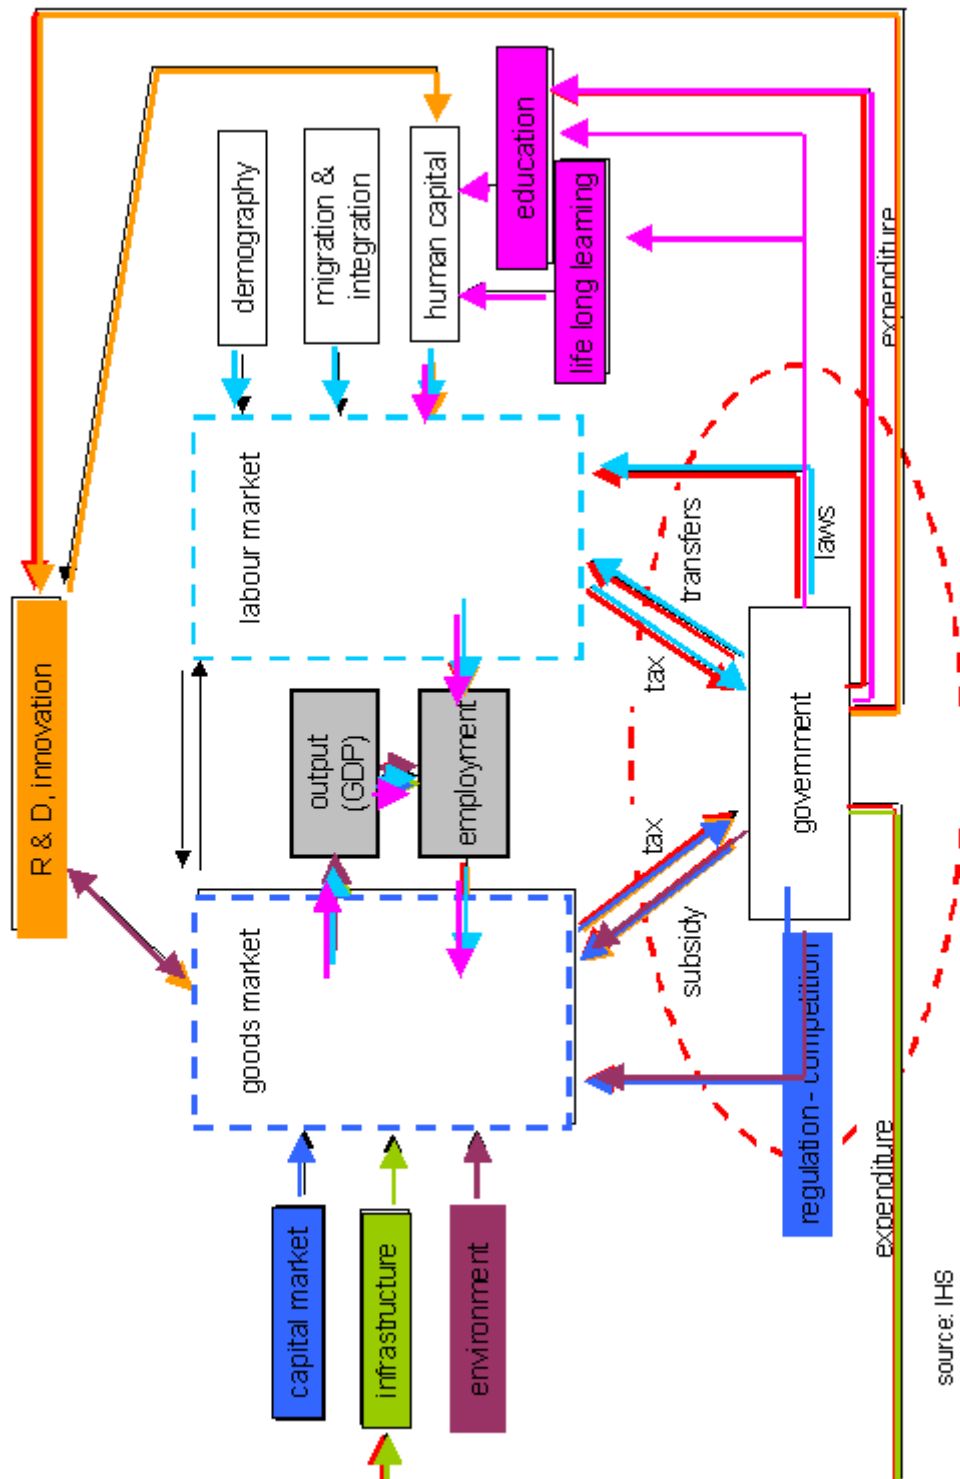 R & D, innovation
goods market
labour market
demography
capital market
output
(GDP)
migration &
integration
infrastructure
human capital
employment
environment
education
life long learning
tax
tax
subsidy
transfers
regulation - competition
government
laws
expenditure
expenditure
source: IHS